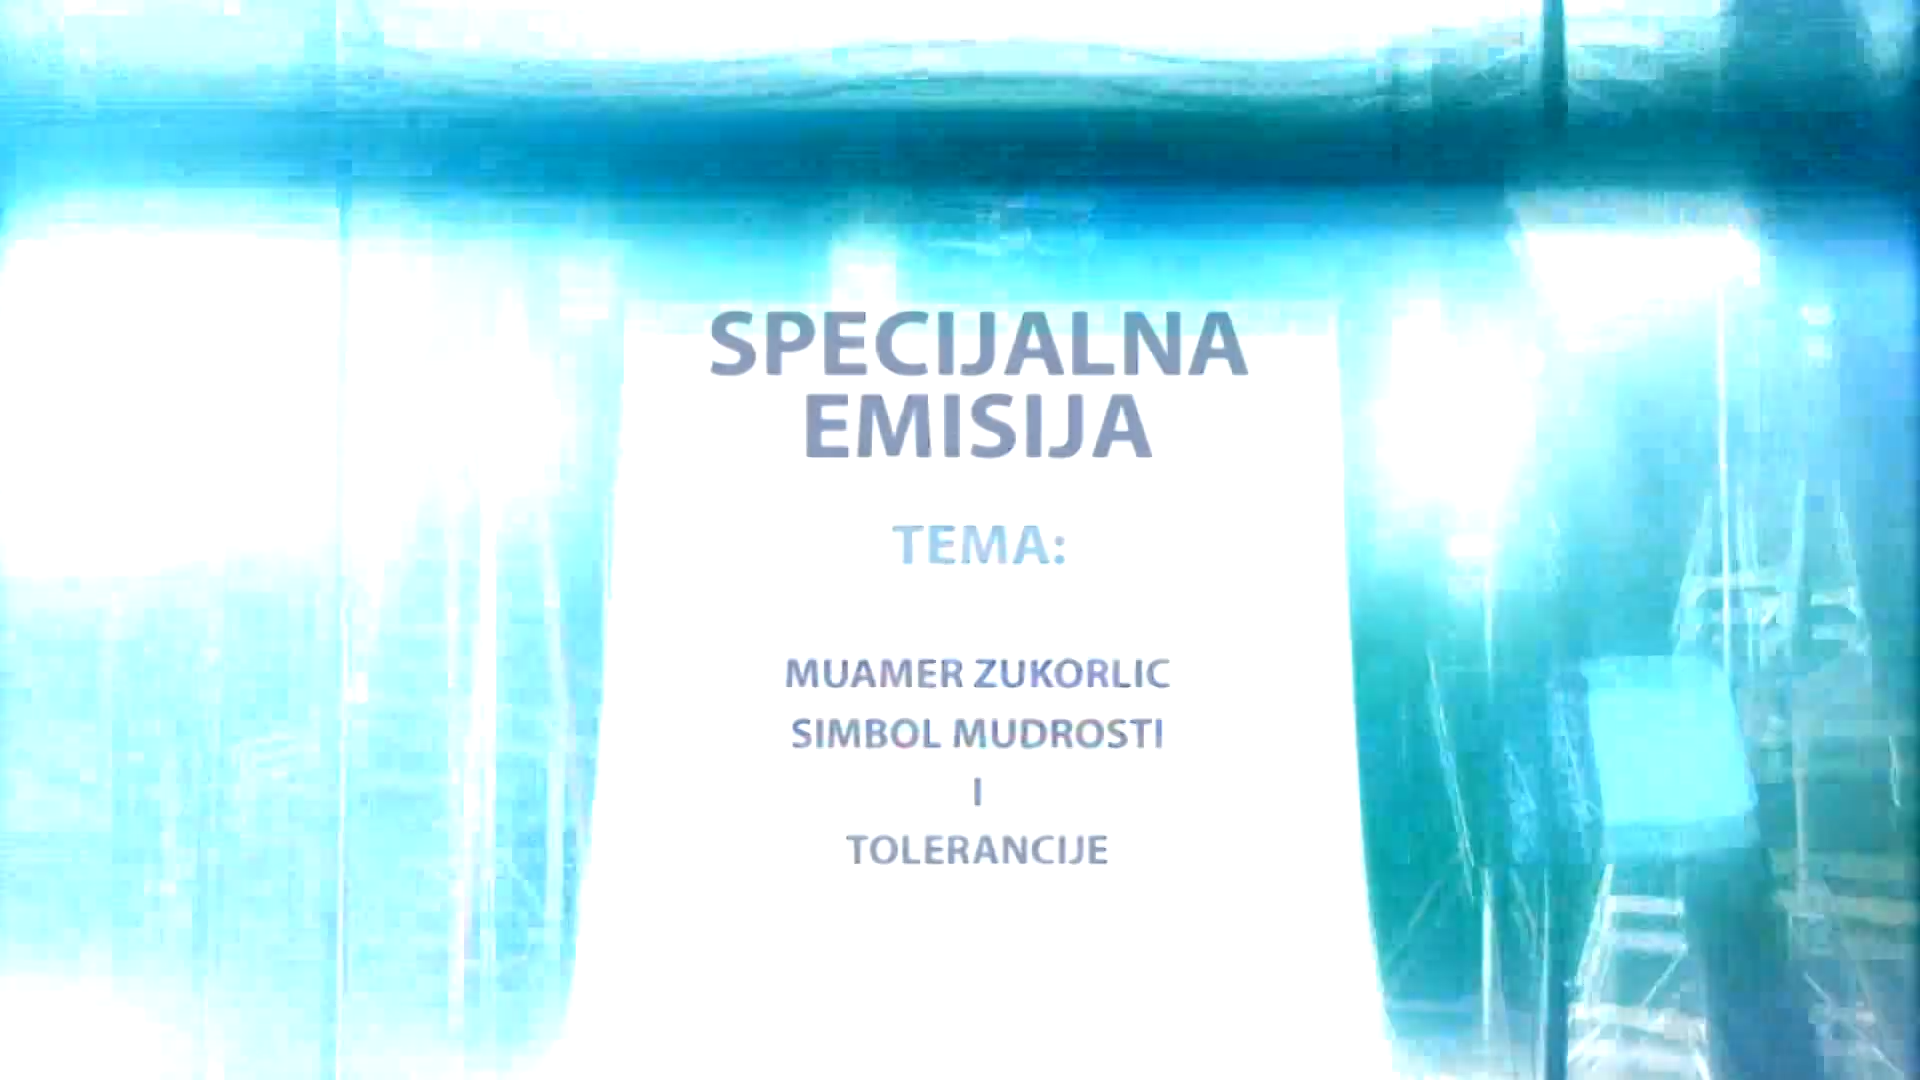 SPECIJALNA
EMISIJA
TEMA:
MUAMER ZUKORLIC
SIMBOL MUDROSTI
I
TOLERANCIJE